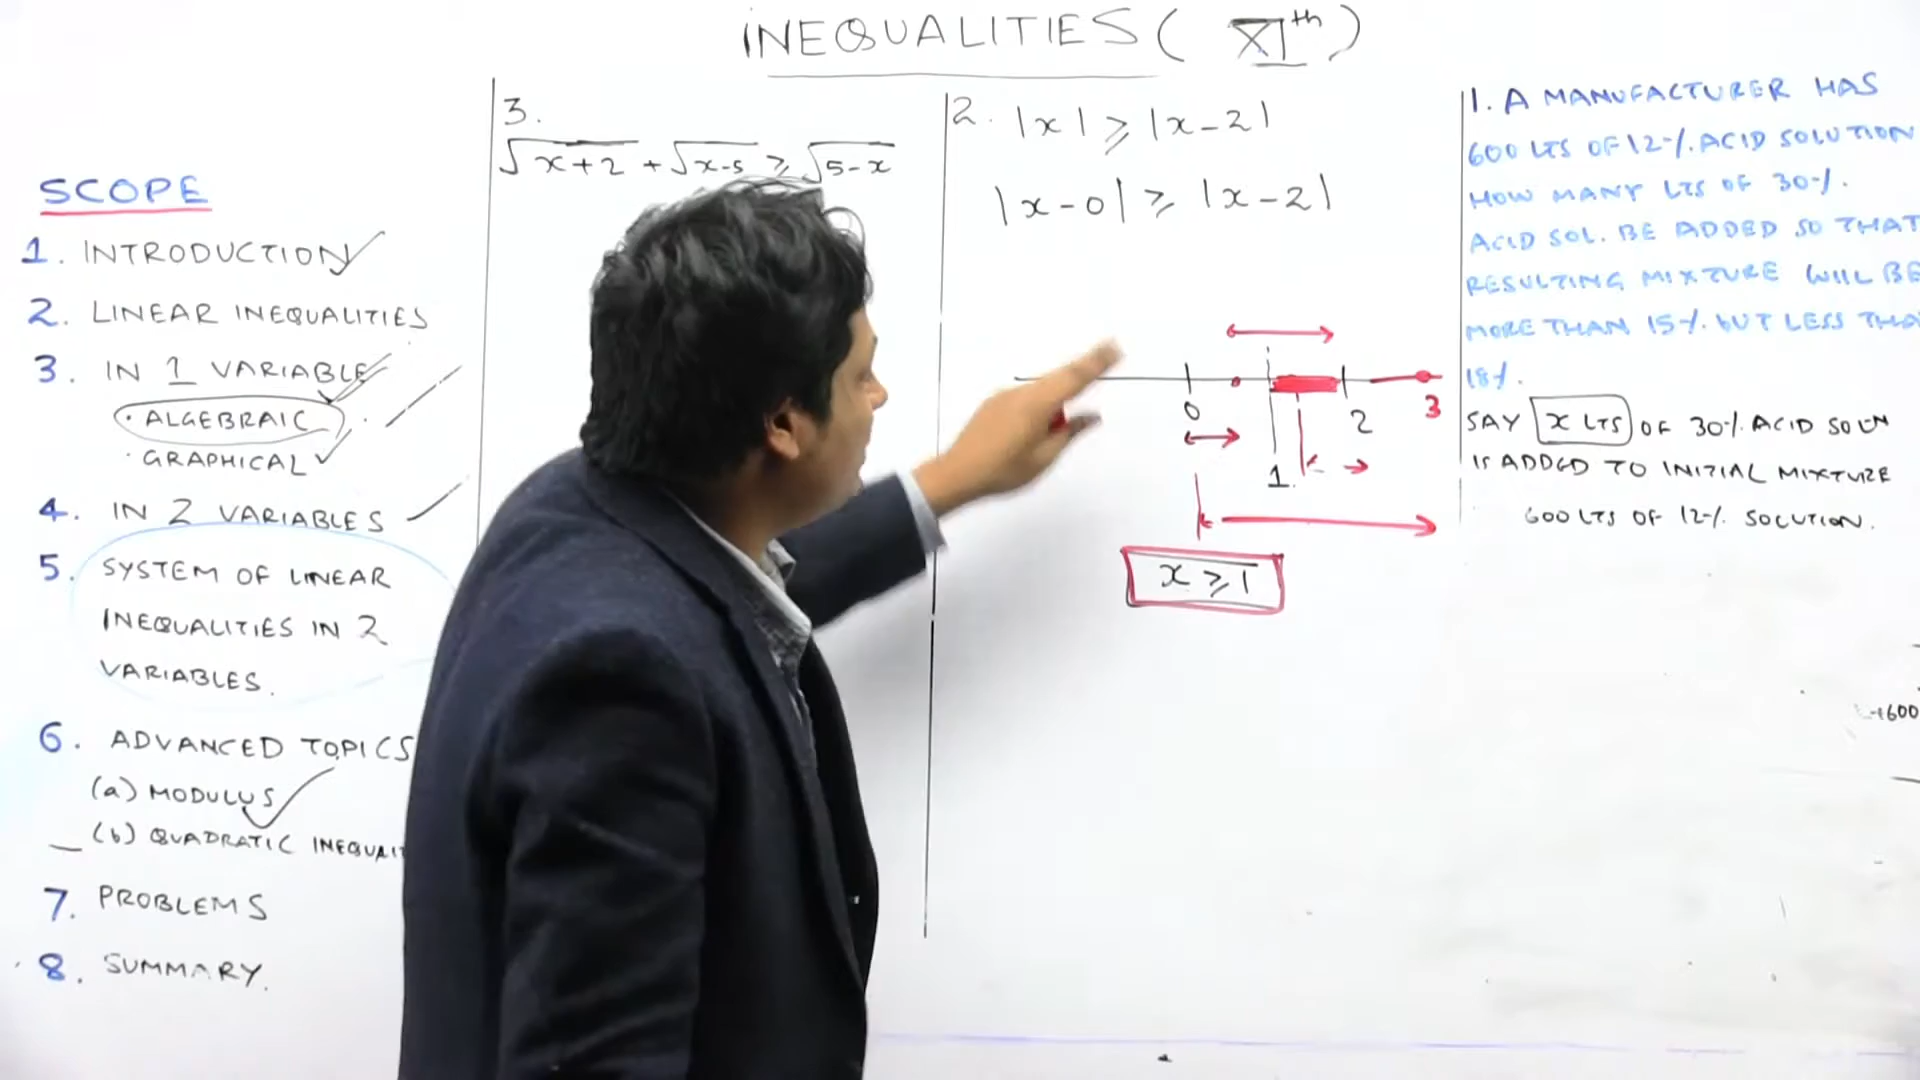 INEQUALITIES ( XIth )
SCOPE
1. INTRODUCTION
2. LINEAR INEQUALITIES
3. IN 1 VARIABLE
· ALGEBRAIC
· GRAPHICAL
4. IN 2 VARIABLES
5. SYSTEM OF LINEAR
INEQUALITIES IN 2
VARIABLES.
6. ADVANCED TOPICS
(a) MODULUS
(b) QUADRATIC
7. PROBLEMS
8. SUMMARY.
3.
√x+2 + √x-5 ≥ √5-x
2. |x| ≥ |x-2|
|x-0| ≥ |x-2|
0 2 3
1.
x ≥ 1
1. A MANUFACTURER HAS
600 LTS OF 12%. ACID SOLUTION
HOW MANY LTS OF 30%.
ACID SOL. BE ADDED SO THAT
RESULTING MIXTURE WILL BE
MORE THAN 15%. BUT LESS
18%.
SAY x LTS OF 30%. ACID SOLN
IS ADDED TO INITIAL MIXTURE
600 LTS OF 12%. SOLUTION.
+600